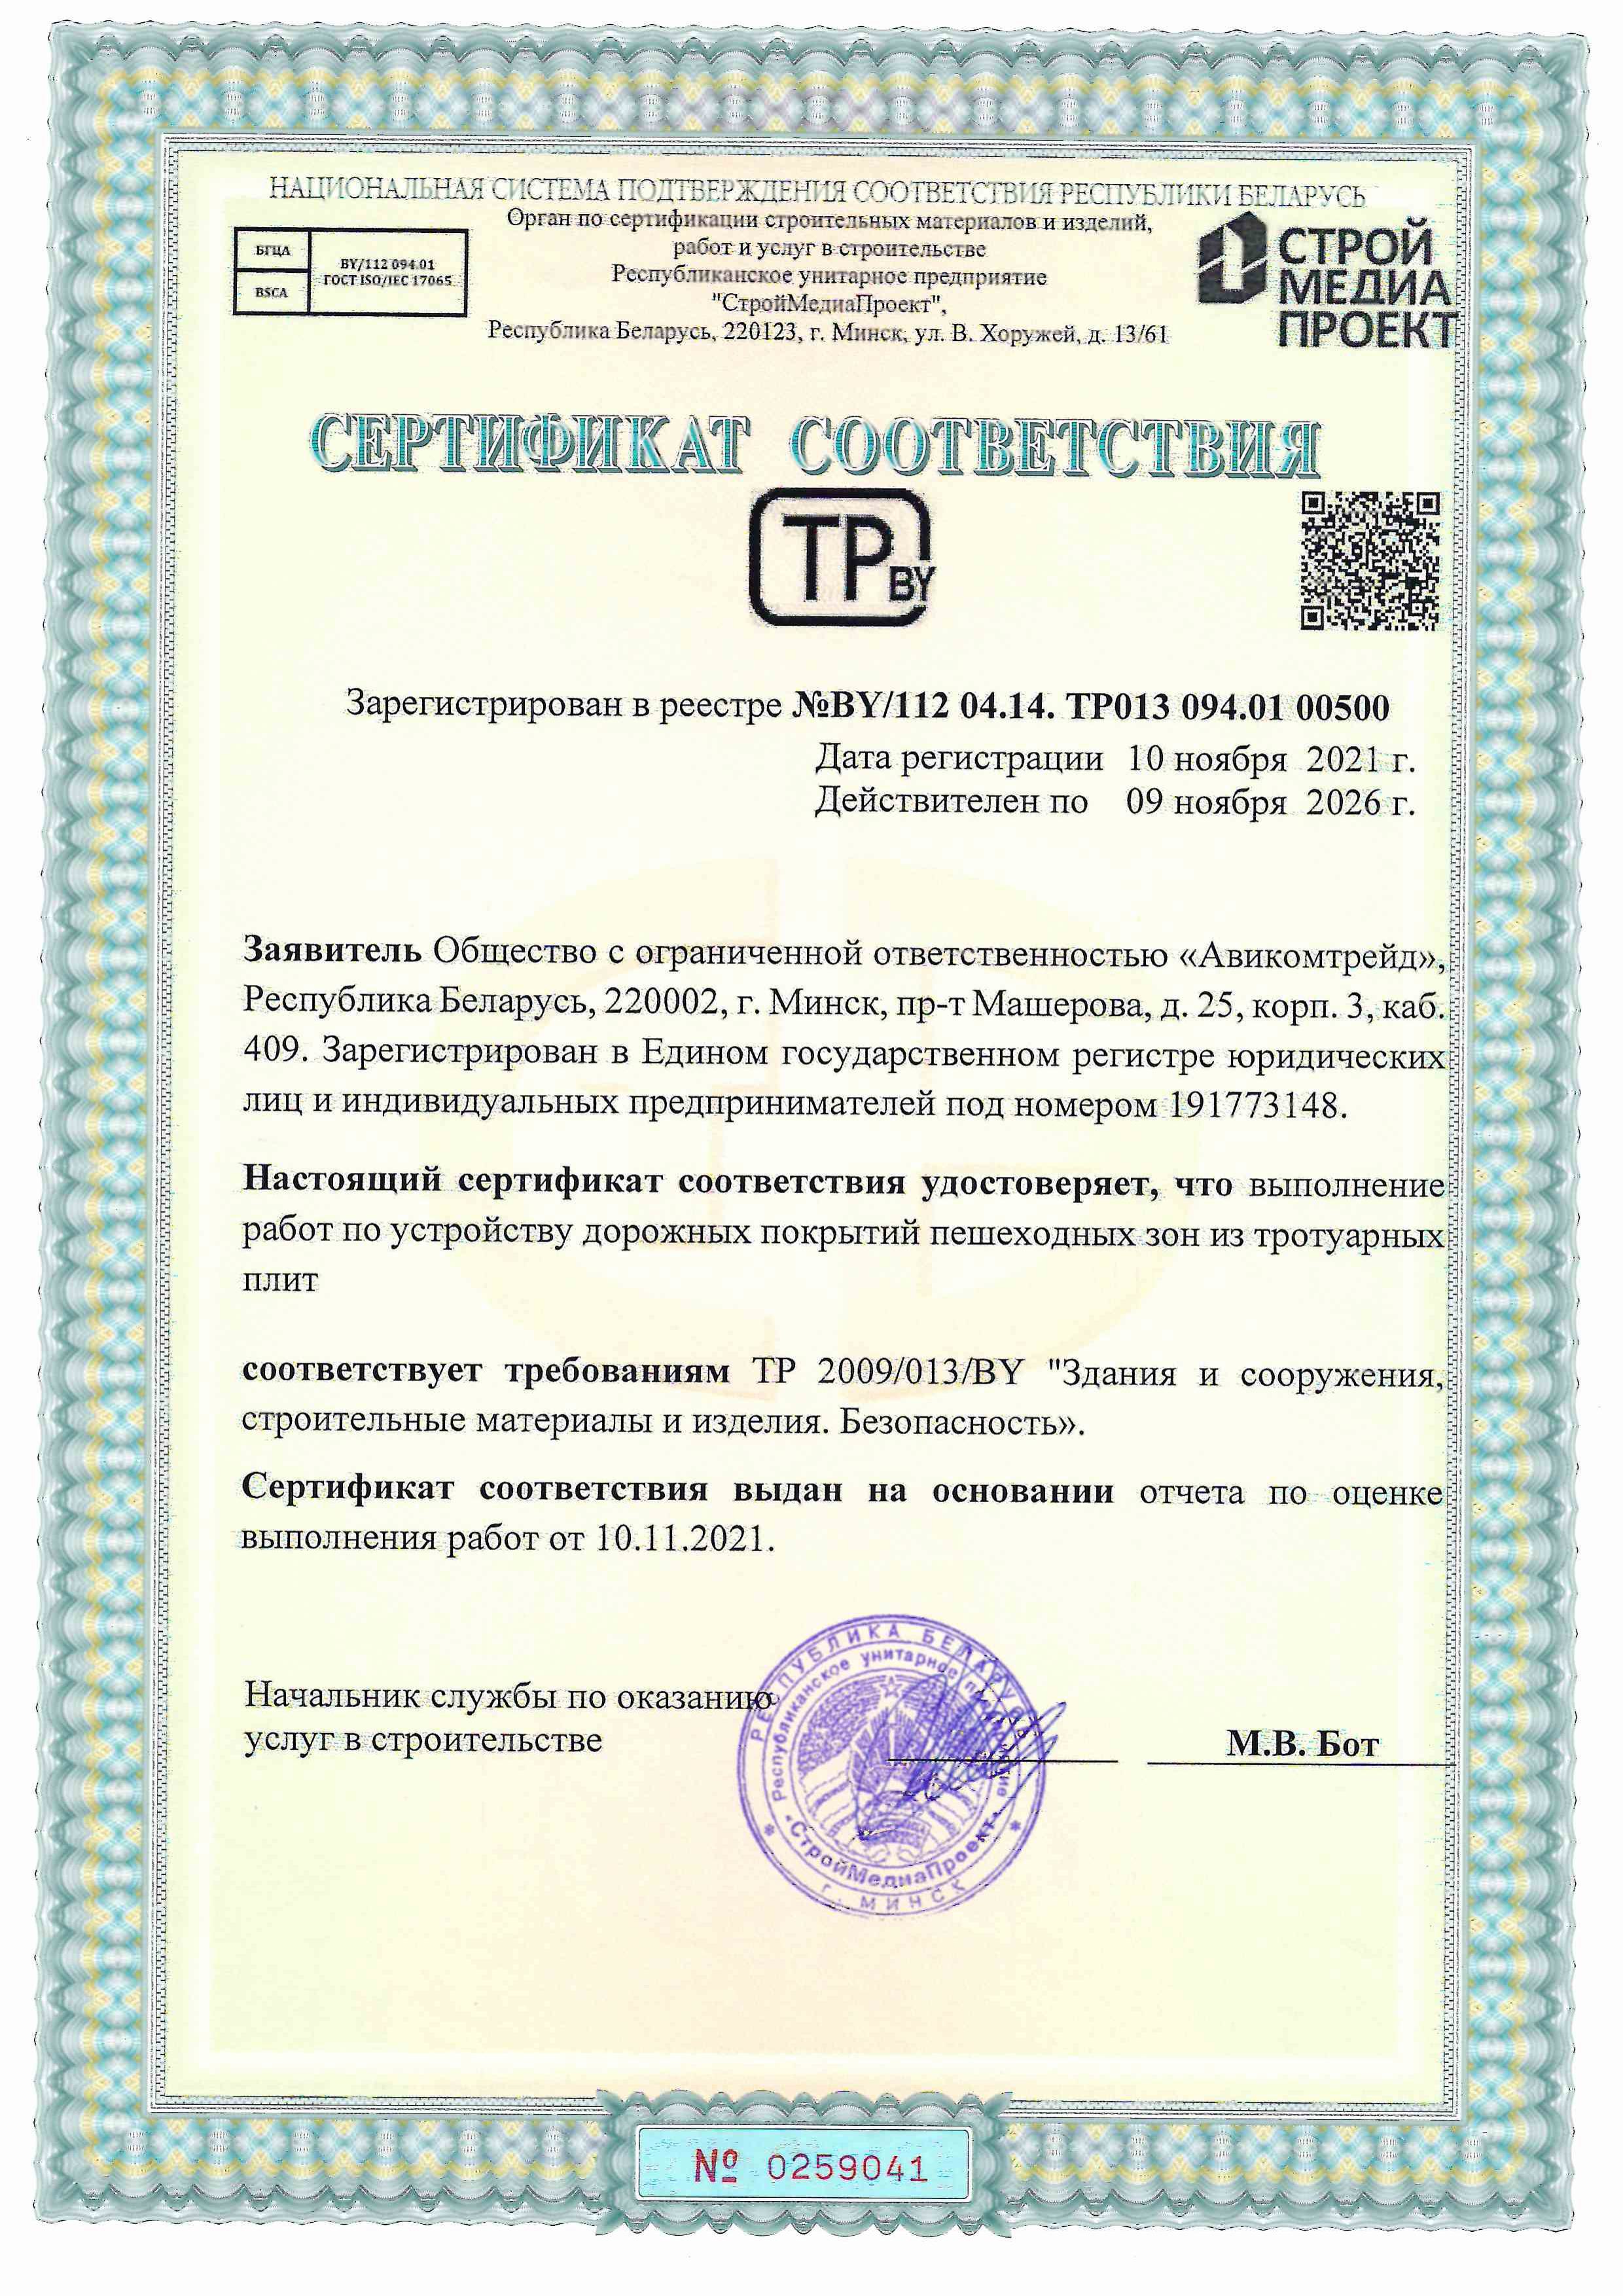 НАЦИОНАЛЬНАЯ СИСТЕМА ПОДТВЕРЖДЕНИЯ СООТВЕТСТВИЯ РЕСПУБЛИКИ БЕЛАРУСЬ
БГЦА
BSCA
BY/112 094.01
ГОСТ ISO/IEC 17065
Орган по сертификации строительных материалов и изделий,
работ и услуг в строительстве
Республиканское унитарное предприятие
"СтройМедиаПроект",
Республика Беларусь, 220123, г. Минск, ул. В. Хоружей, д. 13/61
СТРОЙ
МЕДИА
ПРОЕКТ
СЕРТИФИКАТ СООТВЕТСТВИЯ
ТР BY
Зарегистрирован в реестре №BY/112 04.14. ТР013 094.01 00500
Дата регистрации 10 ноября 2021 г.
Действителен по 09 ноября 2026 г.
Заявитель Общество с ограниченной ответственностью «Авикомтрейд»,
Республика Беларусь, 220002, г. Минск, пр-т Машерова, д. 25, корп. 3, каб.
409. Зарегистрирован в Едином государственном регистре юридических
лиц и индивидуальных предпринимателей под номером 191773148.
Настоящий сертификат соответствия удостоверяет, что выполнение
работ по устройству дорожных покрытий пешеходных зон из тротуарных
плит
соответствует требованиям ТР 2009/013/BY "Здания и сооружения,
строительные материалы и изделия. Безопасность».
Сертификат соответствия выдан на основании отчета по оценке
выполнения работ от 10.11.2021.
Начальник службы по оказанию
услуг в строительстве
М.В. Бот
РЕСПУБЛИКА БЕЛАРУСЬ
Республиканское унитарное
«СтройМедиаПроект»
г. МИНСК
№ 0259041